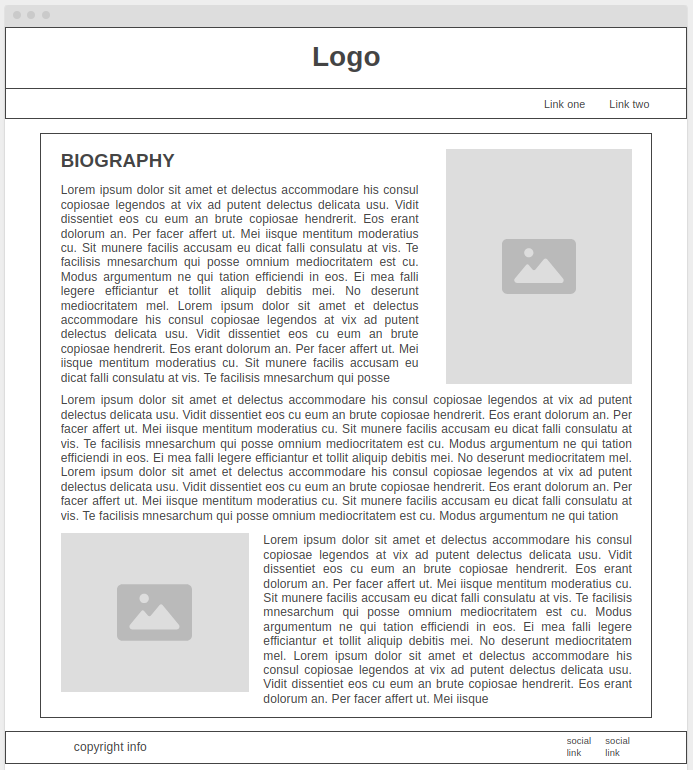 Logo
Link one
Link two
BIOGRAPHY
Lorem ipsum dolor sit amet et delectus accommodare his consul
copiosae legendos at vix ad putent delectus delicata usu. Vidit
dissentiet eos cu eum an brute copiosae hendrerit. Eos erant
dolorum an. Per facer affert ut. Mei iisque mentitum moderatius
cu. Sit munere facilis accusam eu dicat falli consulatu at vis. Te
facilisis mnesarchum qui posse omnium mediocritatem est cu.
Modus argumentum ne qui tation efficiendi in eos. Ei mea falli
legere efficiantur et tollit aliquip debitis mei. No deserunt
mediocritatem mel. Lorem ipsum dolor sit amet et delectus
accommodare his consul copiosae legendos at vix ad putent
delectus delicata usu. Vidit dissentiet eos cu eum an brute
copiosae hendrerit. Eos erant dolorum an. Per facer affert ut. Mei
iisque mentitum moderatius cu. Sit munere facilis accusam eu
dicat falli consulatu at vis. Te facilisis mnesarchum qui posse
Lorem ipsum dolor sit amet et delectus accommodare his consul copiosae legendos at vix ad putent
delectus delicata usu. Vidit dissentiet eos cu eum an brute copiosae hendrerit. Eos erant dolorum an. Per
facer affert ut. Mei iisque mentitum moderatius cu. Sit munere facilis accusam eu dicat falli consulatu at
vis. Te facilisis mnesarchum qui posse omnium mediocritatem est cu. Modus argumentum ne qui tation
efficiendi in eos. Ei mea falli legere efficiantur et tollit aliquip debitis mei. No deserunt mediocritatem mel.
Lorem ipsum dolor sit amet et delectus accommodare his consul copiosae legendos at vix ad putent
delectus delicata usu. Vidit dissentiet eos cu eum an brute copiosae hendrerit. Eos erant dolorum an. Per
facer affert ut. Mei iisque mentitum moderatius cu. Sit munere facilis accusam eu dicat falli consulatu at
vis. Te facilisis mnesarchum qui posse omnium mediocritatem est cu. Modus argumentum ne qui tation
Lorem ipsum dolor sit amet et delectus accommodare his consul
copiosae legendos at vix ad putent delectus delicata usu. Vidit
dissentiet eos cu eum an brute copiosae hendrerit. Eos erant
dolorum an. Per facer affert ut. Mei iisque mentitum moderatius cu.
Sit munere facilis accusam eu dicat falli consulatu at vis. Te facilisis
mnesarchum qui posse omnium mediocritatem est cu. Modus
argumentum ne qui tation efficiendi in eos. Ei mea falli legere
efficiantur et tollit aliquip debitis mei. No deserunt mediocritatem
mel. Lorem ipsum dolor sit amet et delectus accommodare his
consul copiosae legendos at vix ad putent delectus delicata usu.
Vidit dissentiet eos cu eum an brute copiosae hendrerit. Eos erant
dolorum an. Per facer affert ut. Mei iisque
copyright info
social
link
social
link